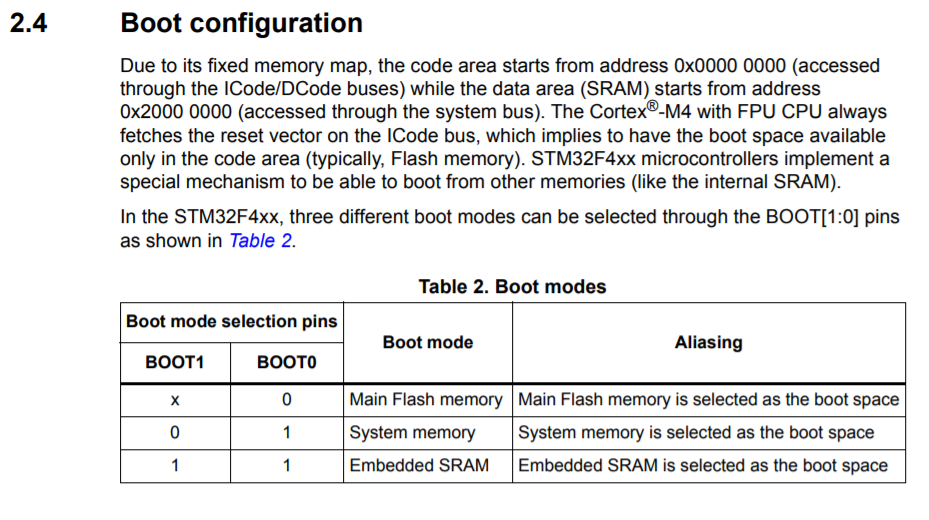 2.4 Boot configuration
Due to its fixed memory map, the code area starts from address 0x0000 0000 (accessed
through the ICode/DCode buses) while the data area (SRAM) starts from address
0x2000 0000 (accessed through the system bus). The Cortex®-M4 with FPU CPU always
fetches the reset vector on the ICode bus, which implies to have the boot space available
only in the code area (typically, Flash memory). STM32F4xx microcontrollers implement a
special mechanism to be able to boot from other memories (like the internal SRAM).
In the STM32F4xx, three different boot modes can be selected through the BOOT[1:0] pins
as shown in Table 2.
Table 2. Boot modes
Boot mode selection pins
Boot mode
Aliasing
BOOT1 BOOT0
x 0 Main Flash memory Main Flash memory is selected as the boot space
0 1 System memory System memory is selected as the boot space
1 1 Embedded SRAM Embedded SRAM is selected as the boot space